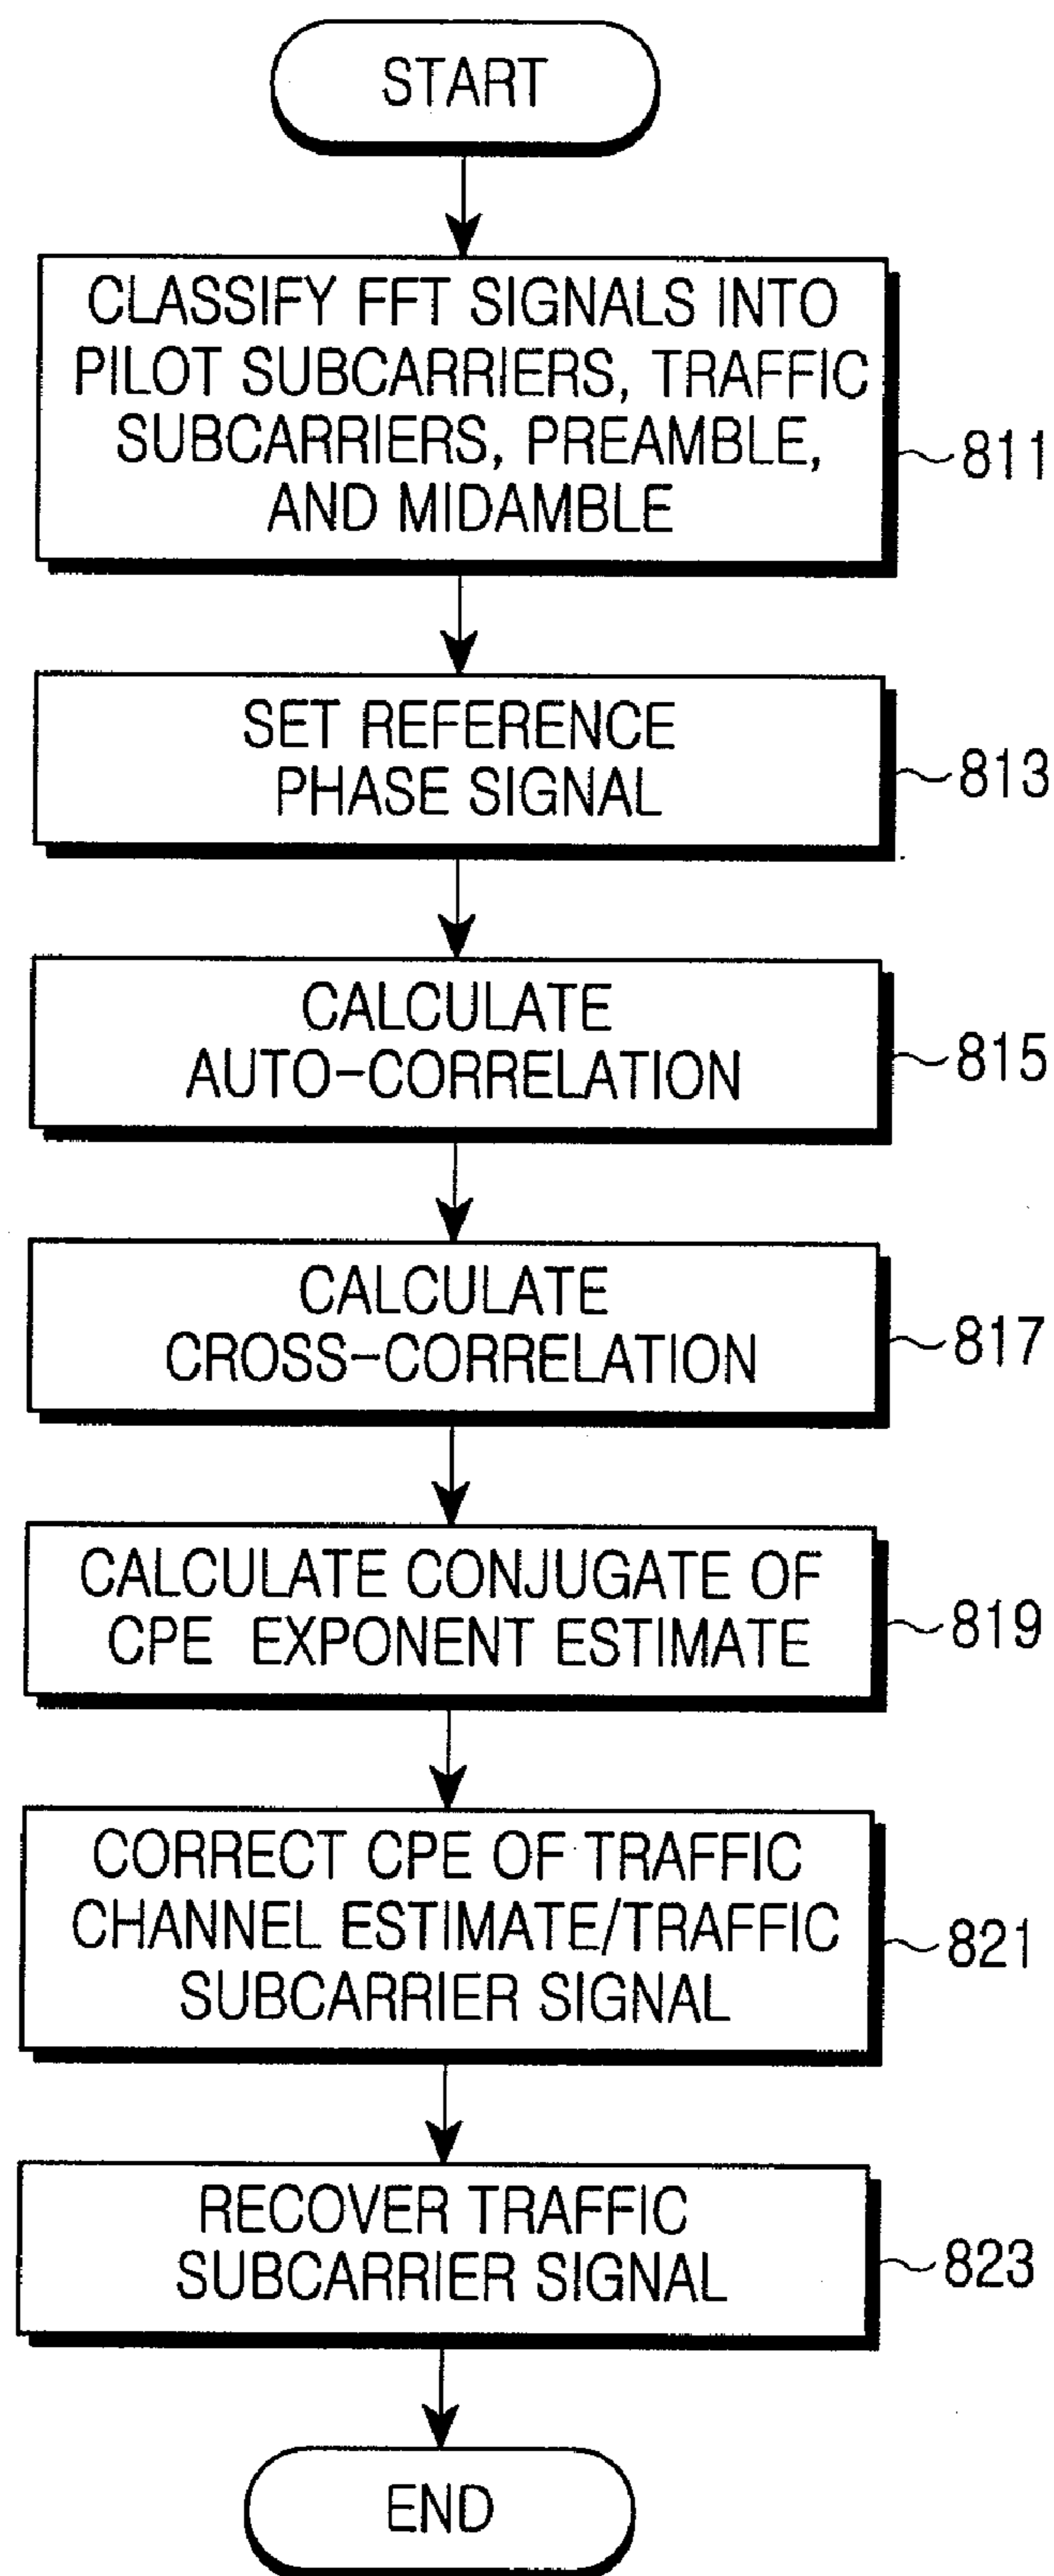 START
CLASSIFY FFT SIGNALS INTO
PILOT SUBCARRIERS, TRAFFIC
SUBCARRIERS, PREAMBLE,
AND MIDAMBLE
811
SET REFERENCE
PHASE SIGNAL
813
CALCULATE
AUTO-CORRELATION
815
CALCULATE
CROSS-CORRELATION
817
CALCULATE CONJUGATE OF
CPE EXPONENT ESTIMATE
819
CORRECT CPE OF TRAFFIC
CHANNEL ESTIMATE/TRAFFIC
SUBCARRIER SIGNAL
821
RECOVER TRAFFIC
SUBCARRIER SIGNAL
823
END